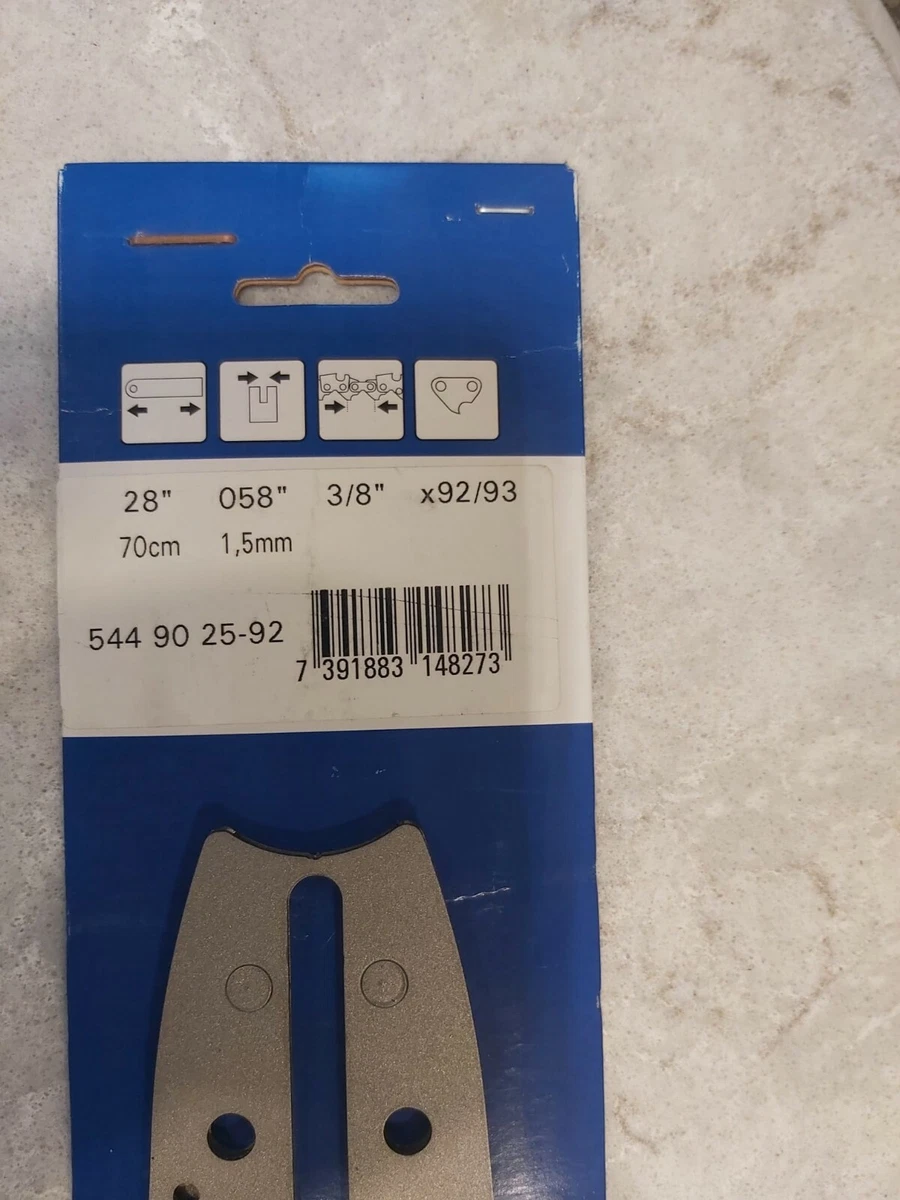 28" 058" 3/8" x92/93
70cm 1,5mm
544 90 25-92
7 391883 148273